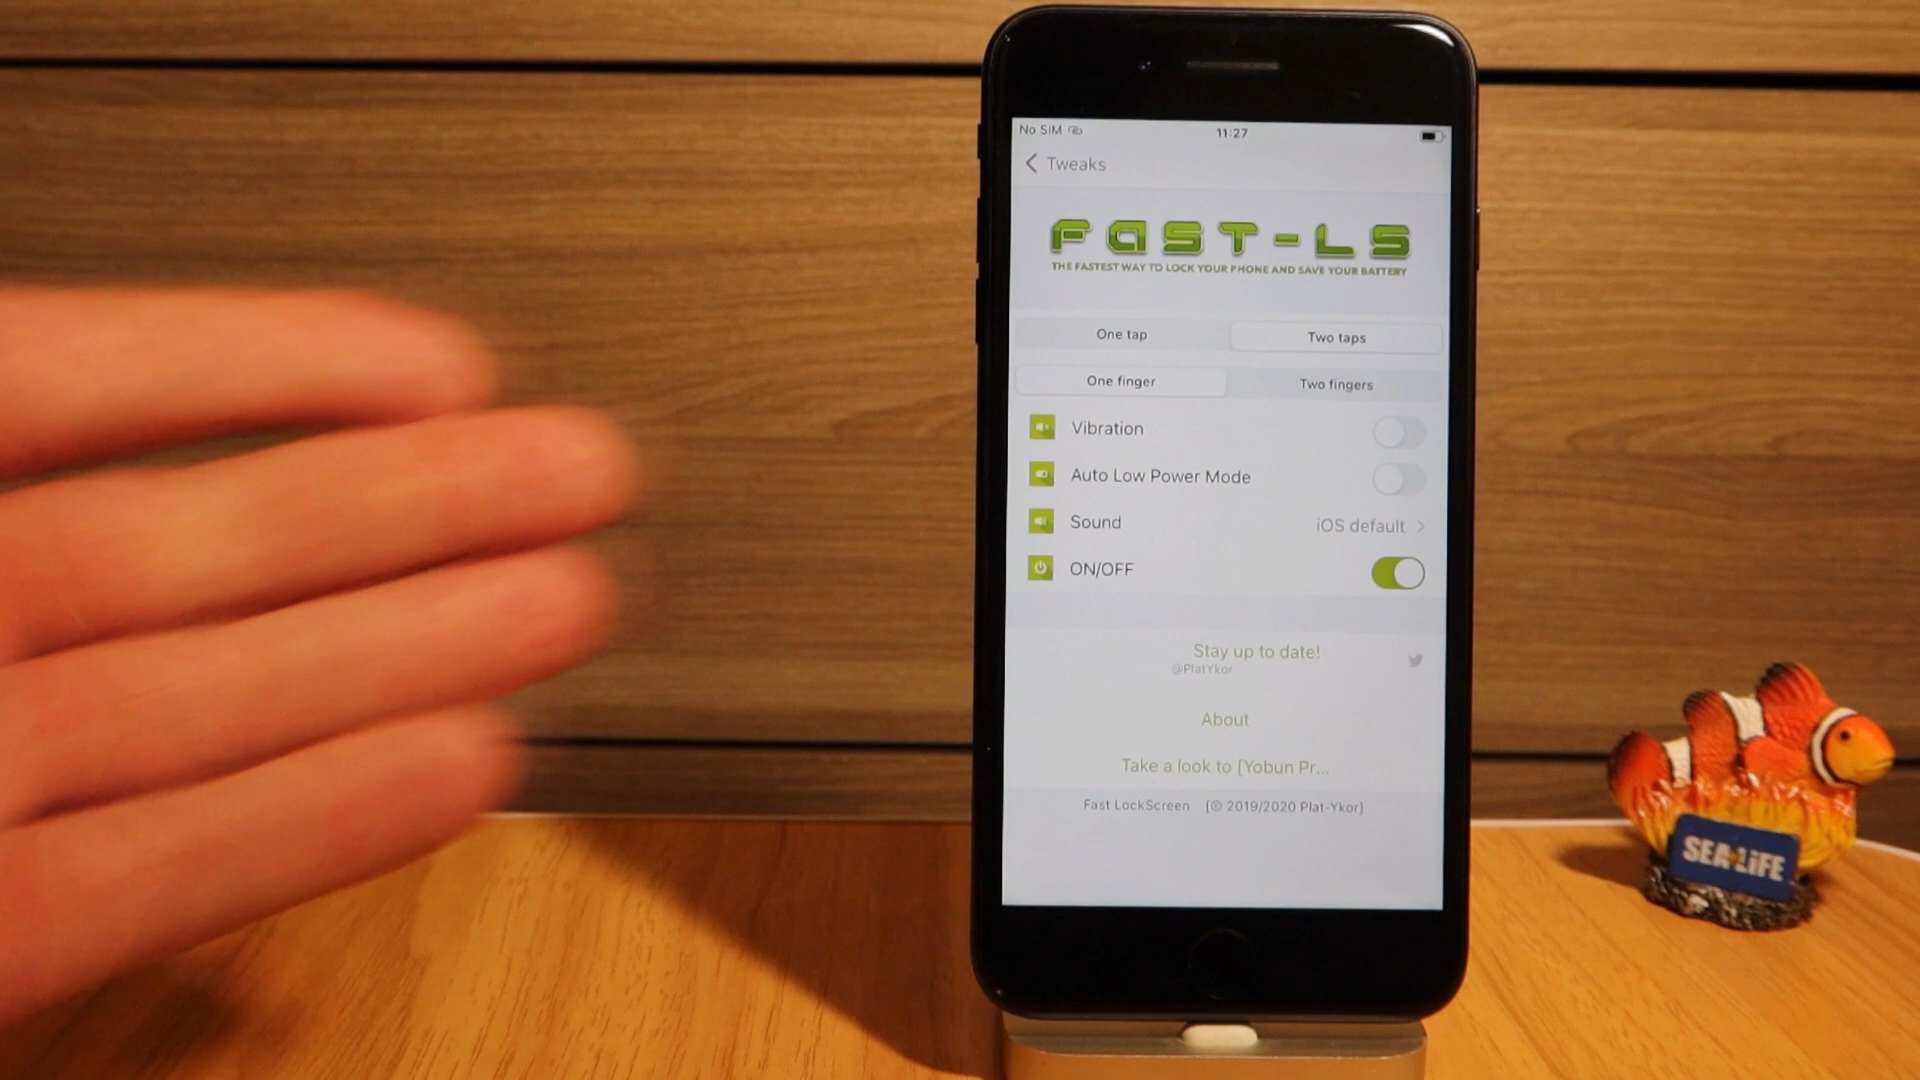 No SIM
11:27
Tweaks
FAST-LS
THE FASTEST WAY TO LOCK YOUR PHONE AND SAVE YOUR BATTERY
One tap
Two taps
One finger
Two fingers
Vibration
Auto Low Power Mode
Sound
iOS default
ON/OFF
Stay up to date!
@PlatYkor
About
Take a look to [Yobun Pr...
Fast LockScreen [© 2019/2020 Plat-Ykor]
SEA LiFE